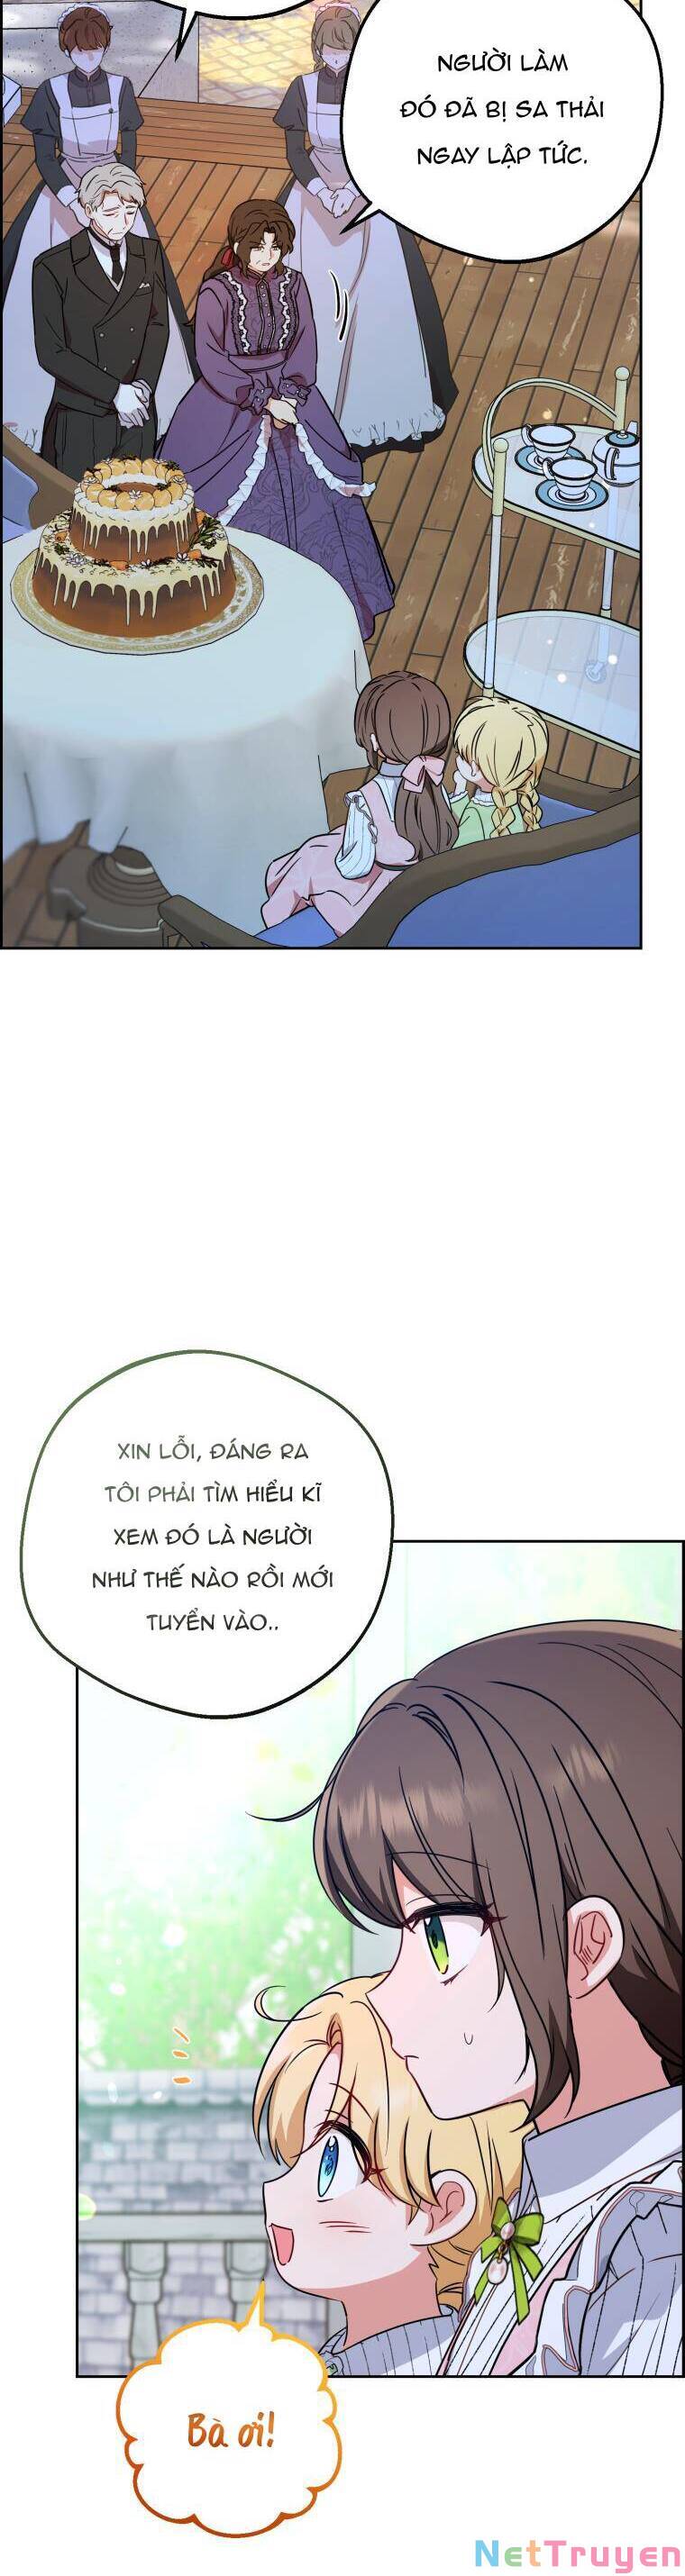 NGƯỜI LÀM
ĐÓ ĐÃ BỊ SA THẢI
NGAY LẬP TỨC.
XIN LỖI, ĐÁNG RA
TÔI PHẢI TÌM HIỂU KĨ
XEM ĐÓ LÀ NGƯỜI
NHƯ THẾ NÀO RỒI MỚI
TUYỂN VÀO..
Bà ơi!
NetTruyen